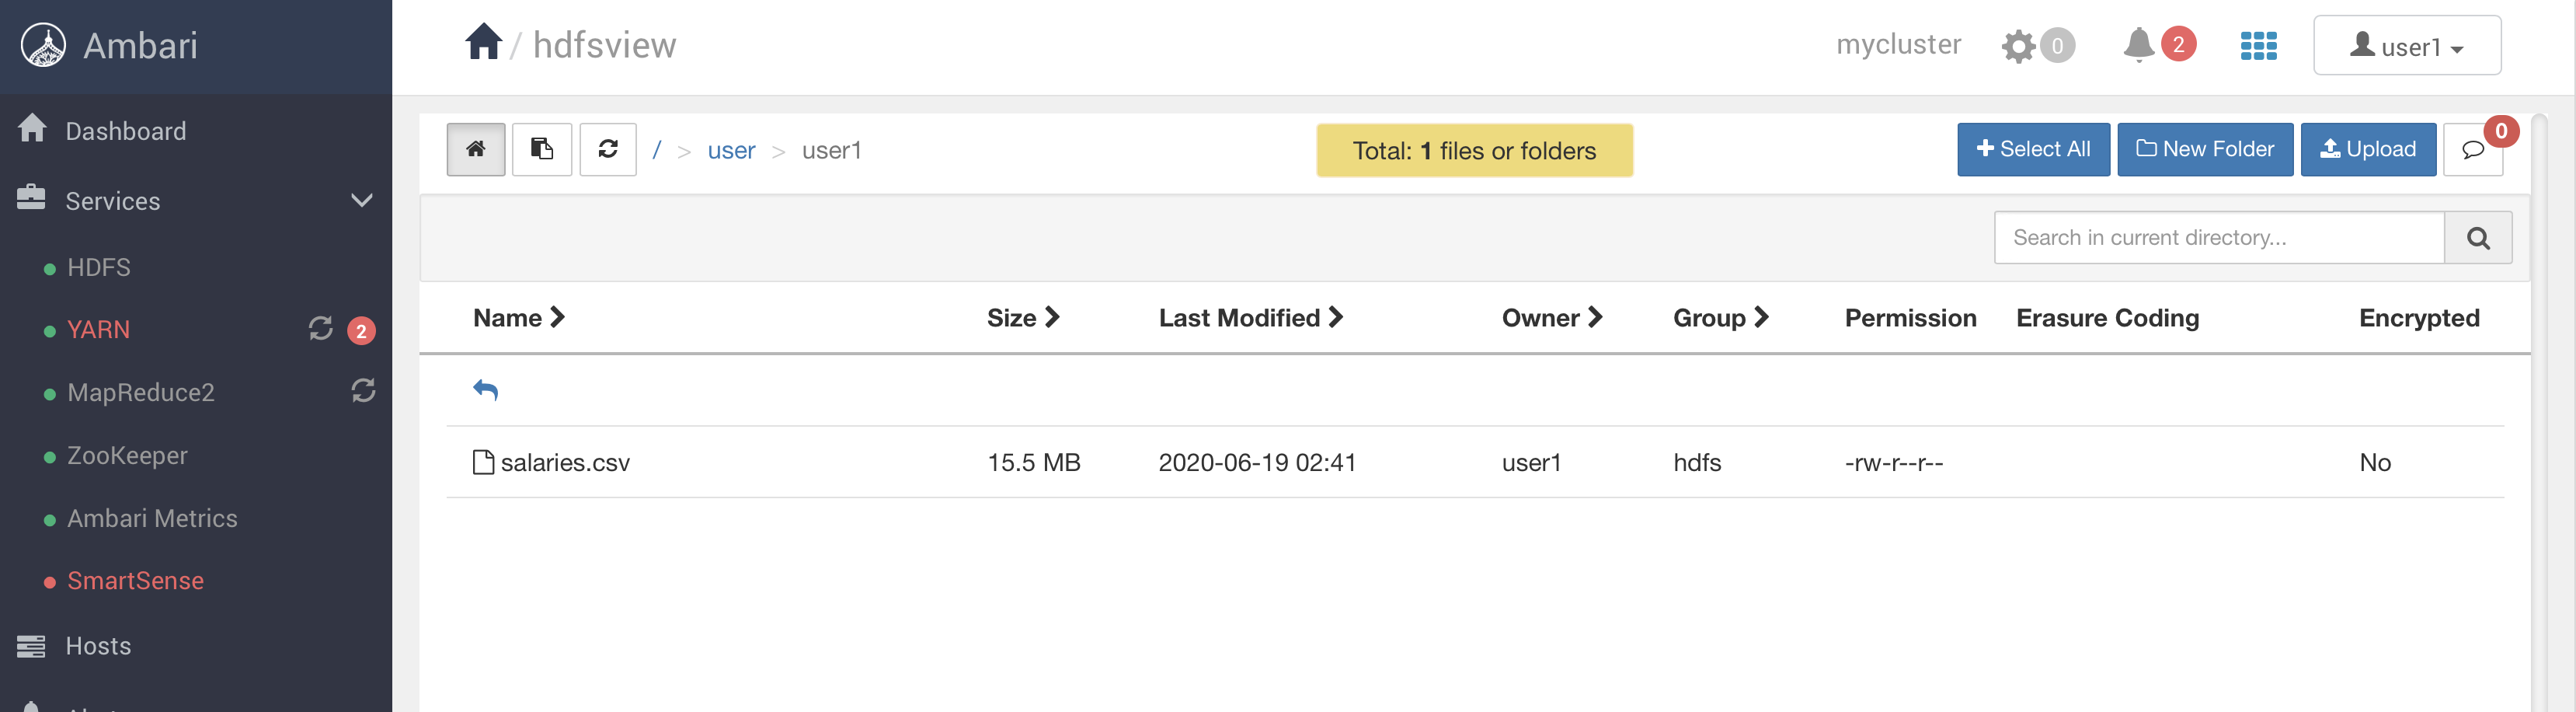 Ambari
/ hdfsview
mycluster 0 2 user1
Dashboard
Services
HDFS
YARN 2
MapReduce2
ZooKeeper
Ambari Metrics
SmartSense
Hosts
/ > user > user1
Total: 1 files or folders
Select All
New Folder
Upload
0
Search in current directory...
Name Size Last Modified Owner Group Permission Erasure Coding Encrypted
salaries.csv 15.5 MB 2020-06-19 02:41 user1 hdfs -rw-r--r-- No